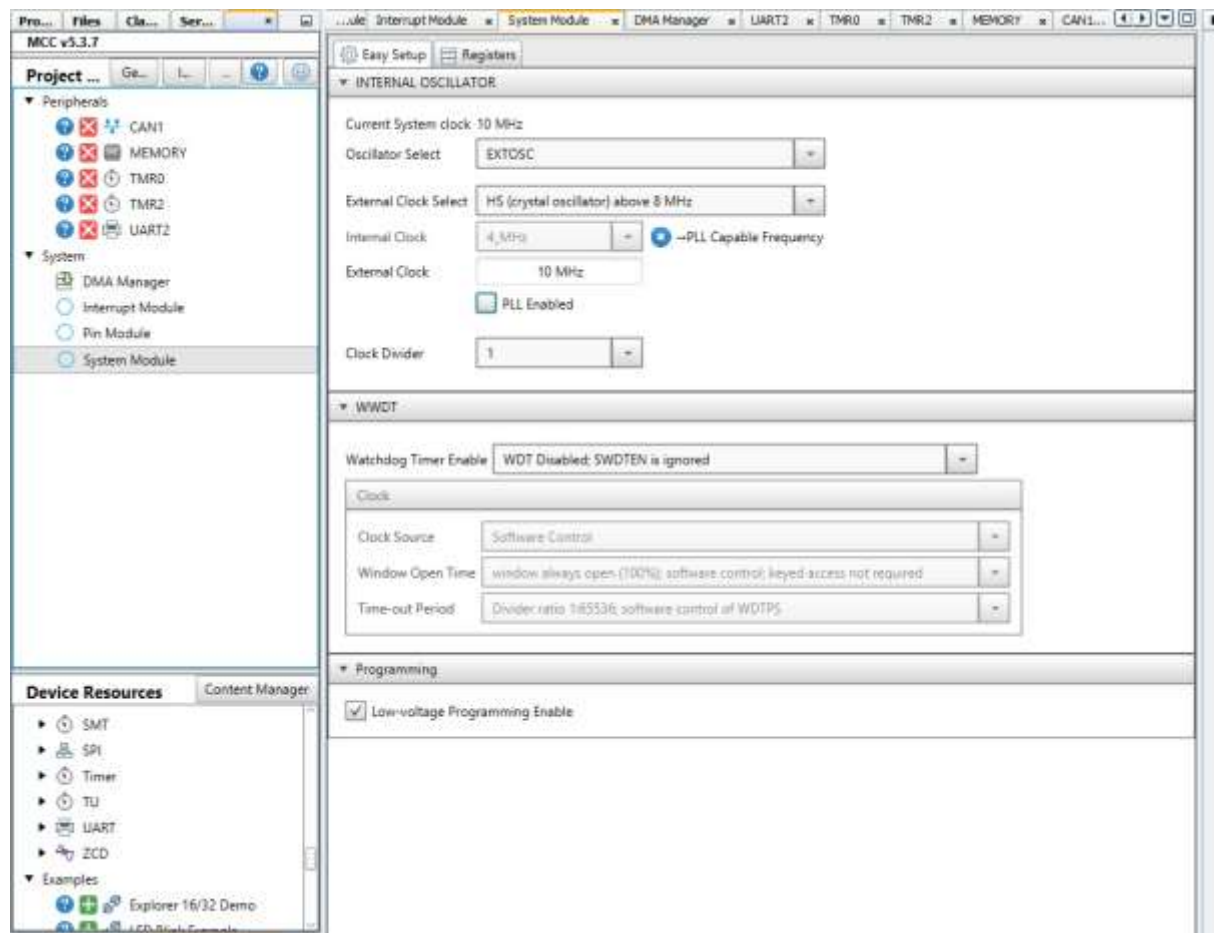 Pro... Files Cla... Ser...
MCC v5.3.7
Project ... Ge... I... ...
Peripherals
CAN1
MEMORY
TMR0
TMR2
UART2
System
DMA Manager
Interrupt Module
Pin Module
System Module
Device Resources Content Manager
SMT
SPI
Timer
TU
UART
ZCD
Examples
Explorer 16/32 Demo
LED Blink Example
...ule Interrupt Module System Module DMA Manager UART2 TMR0 TMR2 MEMORY CAN1...
Easy Setup Registers
INTERNAL OSCILLATOR
Current System clock 10 MHz
Oscillator Select EXTOSC
External Clock Select HS (crystal oscillator) above 8 MHz
Internal Clock 4_MHz →PLL Capable Frequency
External Clock 10 MHz
PLL Enabled
Clock Divider 1
WWDT
Watchdog Timer Enable WDT Disabled; SWDTEN is ignored
Clock
Clock Source Software Control
Window Open Time window always open (100%); software control; keyed access not required
Time-out Period Divider ratio 1:65536; software control of WDTPS
Programming
Low-voltage Programming Enable